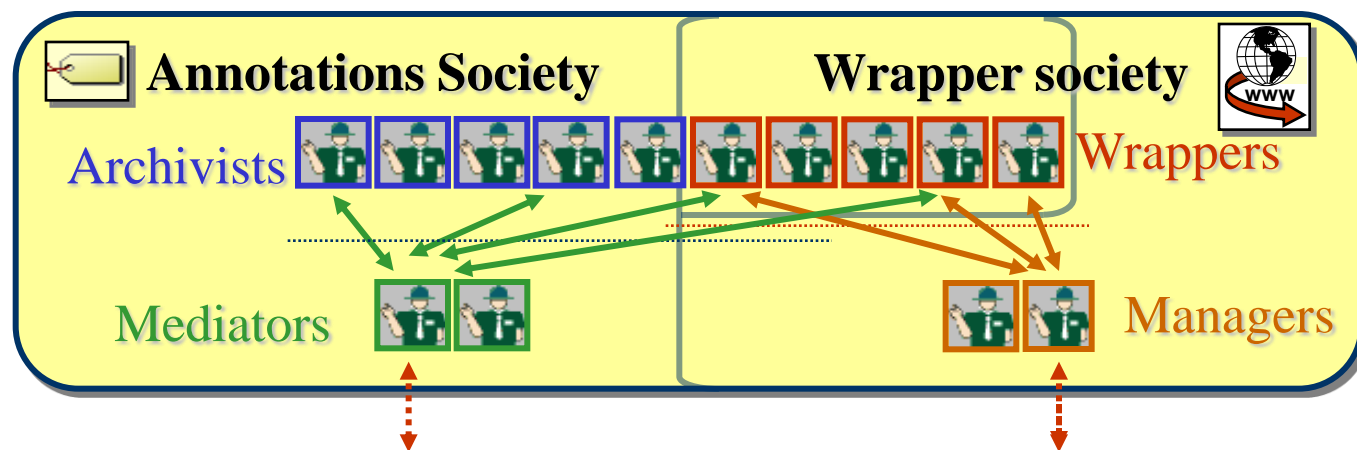 Annotations Society
Wrapper society
www
Archivists
Wrappers
Mediators
Managers